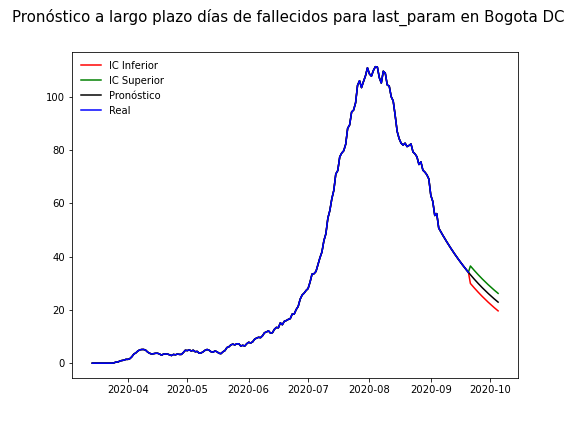 Pronóstico a largo plazo días de fallecidos para last_param en Bogota DC
IC Inferior
IC Superior
Pronóstico
Real
100
80
60
40
20
0
2020-04 2020-05 2020-06 2020-07 2020-08 2020-09 2020-10